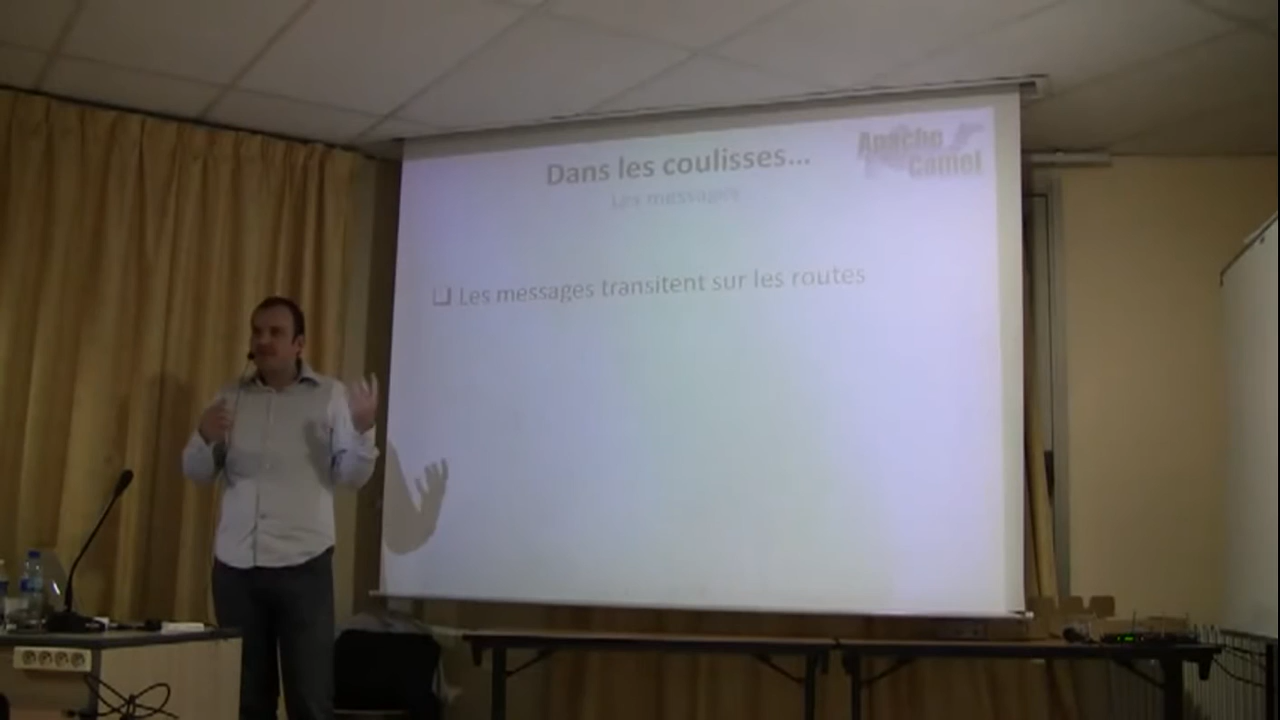 Dans les coulisses...
Les messages
Apache
Camel
❑ Les messages transitent sur les routes